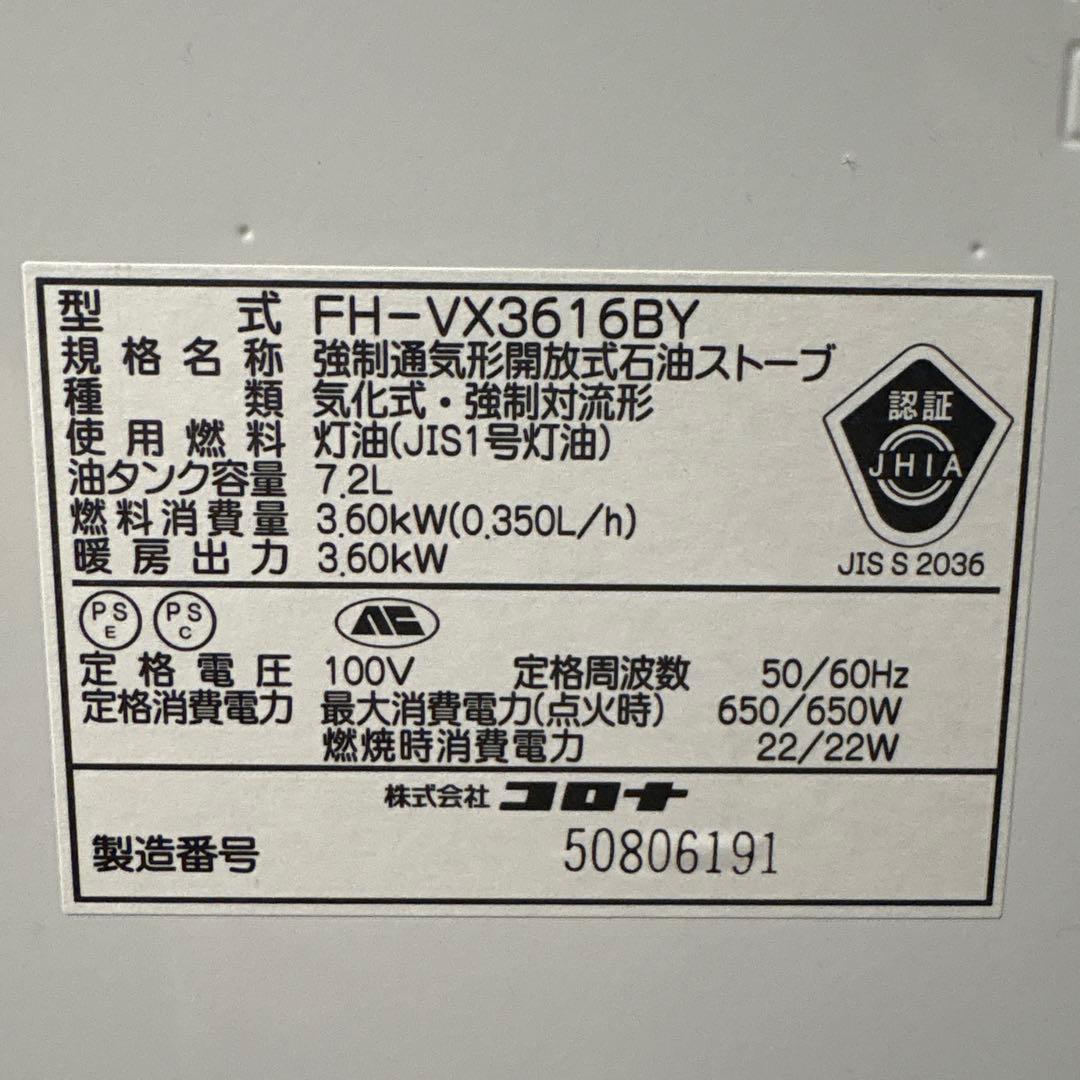 型式 FH-VX3616BY
規格名称 強制通気形開放式石油ストーブ
種類 気化式・強制対流形
使用燃料 灯油(JIS1号灯油)
油タンク容量 7.2L
燃料消費量 3.60kW(0.350L/h)
暖房出力 3.60kW
認証
JHIA
JIS S 2036
PS E PS C
定格電圧 100V 定格周波数 50/60Hz
定格消費電力 最大消費電力(点火時) 650/650W
燃焼時消費電力 22/22W
株式会社 コロナ
製造番号 50806191